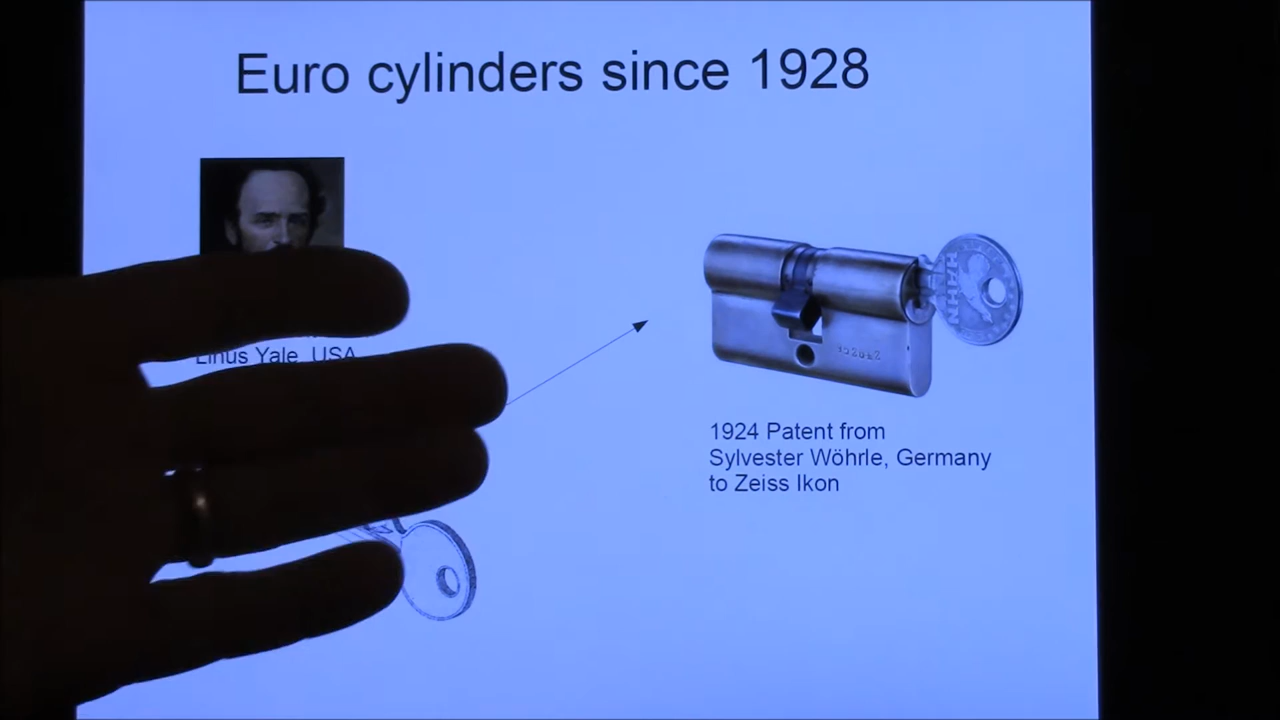 Euro cylinders since 1928
Linus Yale, USA
HAHN
1924 Patent from
Sylvester Wöhrle, Germany
to Zeiss Ikon